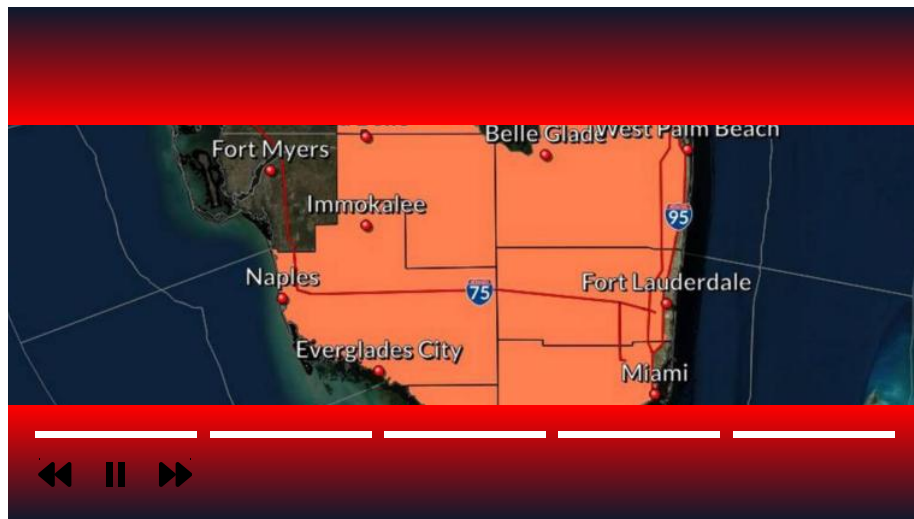 Belle Glade
West Palm Beach
Fort Myers
Immokalee
95
Naples
75
Fort Lauderdale
Everglades City
Miami